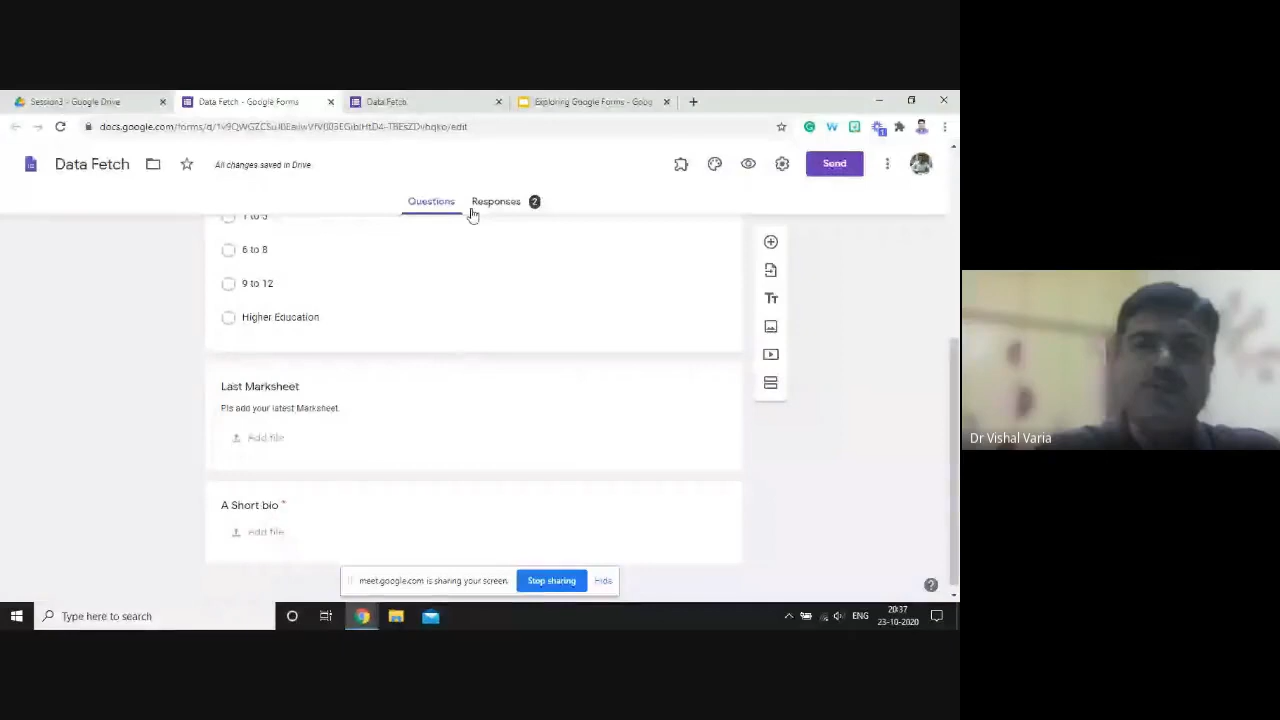 Session3 - Google Drive
Data Fetch - Google Forms
Data Fetch
Exploring Google Forms - Goog
Data Fetch
All changes saved in Drive
Send
Questions
Responses 2
1 to 5
6 to 8
9 to 12
Higher Education
Last Marksheet
Pls add your latest Marksheet.
Add file
A Short bio *
Add file
meet.google.com is sharing your screen.
Stop sharing
Hide
Dr Vishal Varia
Type here to search
ENG
20:37
23-10-2020